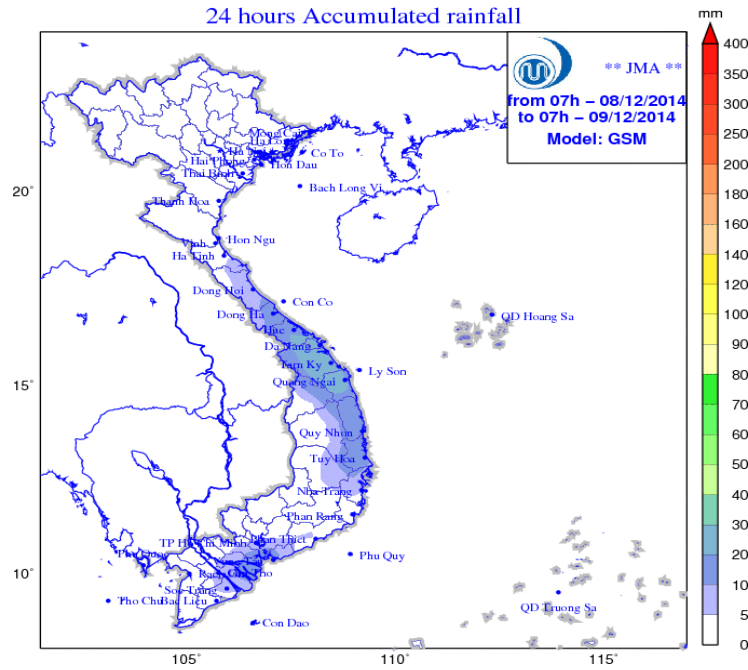 24 hours Accumulated rainfall
mm
** JMA **
from 07h – 08/12/2014
to 07h – 09/12/2014
Model: GSM
400
350
300
250
200
180
160
140
120
100
90
80
70
60
50
40
30
20
10
5
0
20°
15°
10°
105°
110°
115°
Mong Cai
Co To
Hai Phong
Hon Dau
Thai Binh
Bach Long Vi
Thanh Hoa
Hon Ngu
Vinh
Ha Tinh
Dong Hoi
Con Co
Dong Ha
QD Hoang Sa
Hue
Da Nang
Tam Ky
Ly Son
Quang Ngai
Quy Nhon
Tuy Hoa
Nha Trang
Phan Rang
TP Ho Chi Minh
Phan Thiet
Phu Quy
Can Tho
Soc Trang
Tho Chu
Bac Lieu
QD Truong Sa
Con Dao